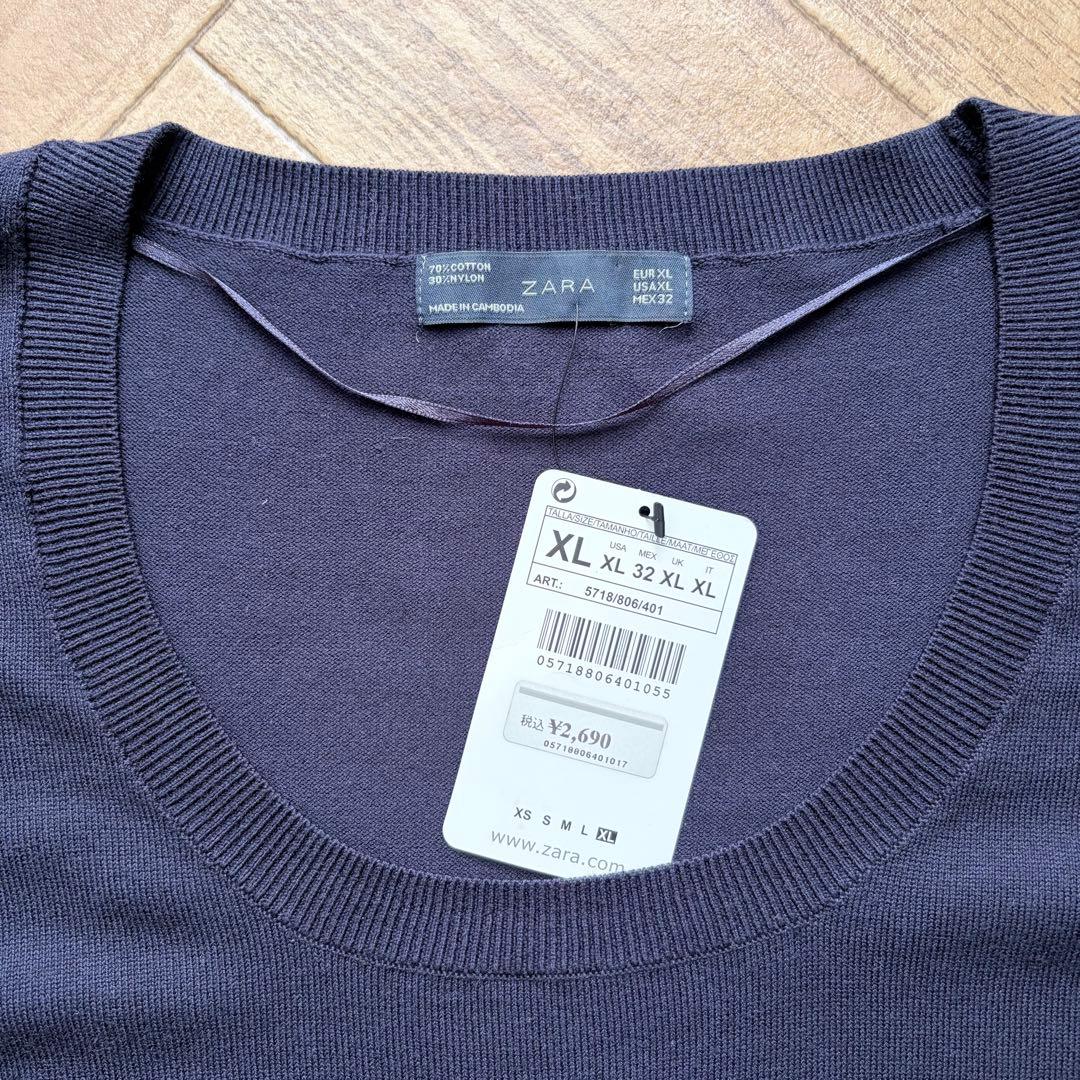 70%COTTON
30%NYLON
MADE IN CAMBODIA
ZARA
EUR XL
USA XL
MEX 32
TALLA/SIZE/TAMANHO/TAILLE/MAAT/ΜΕΓΕΘΟΣ
XL
USA MEX UK IT
XL 32 XL XL
ART.: 5718/806/401
05718806401055
税込 ¥2,690
05718806401017
XS S M L XL
www.zara.com